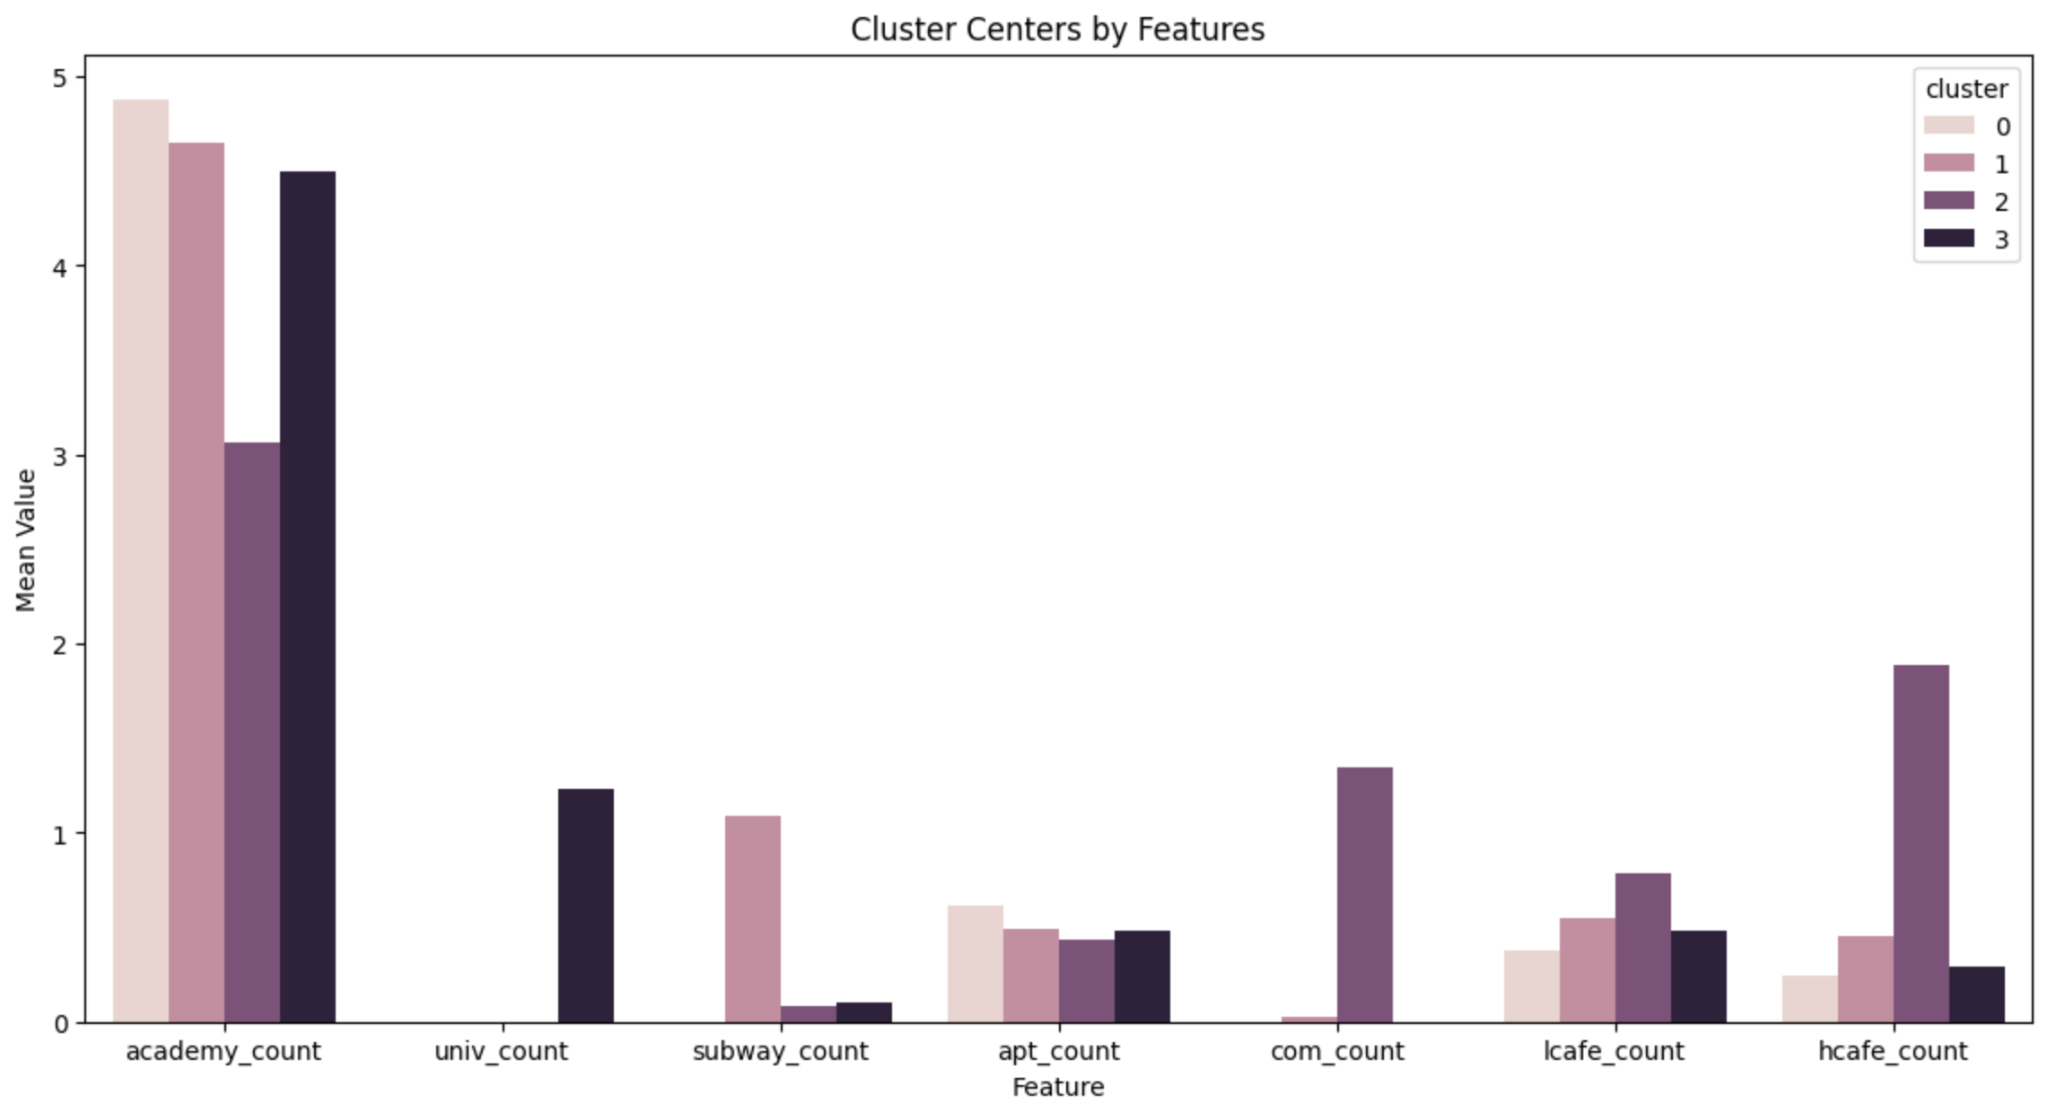 Cluster Centers by Features
cluster
0
1
2
3
5
4
3
2
1
0
Mean Value
academy_count univ_count subway_count apt_count com_count lcafe_count hcafe_count
Feature